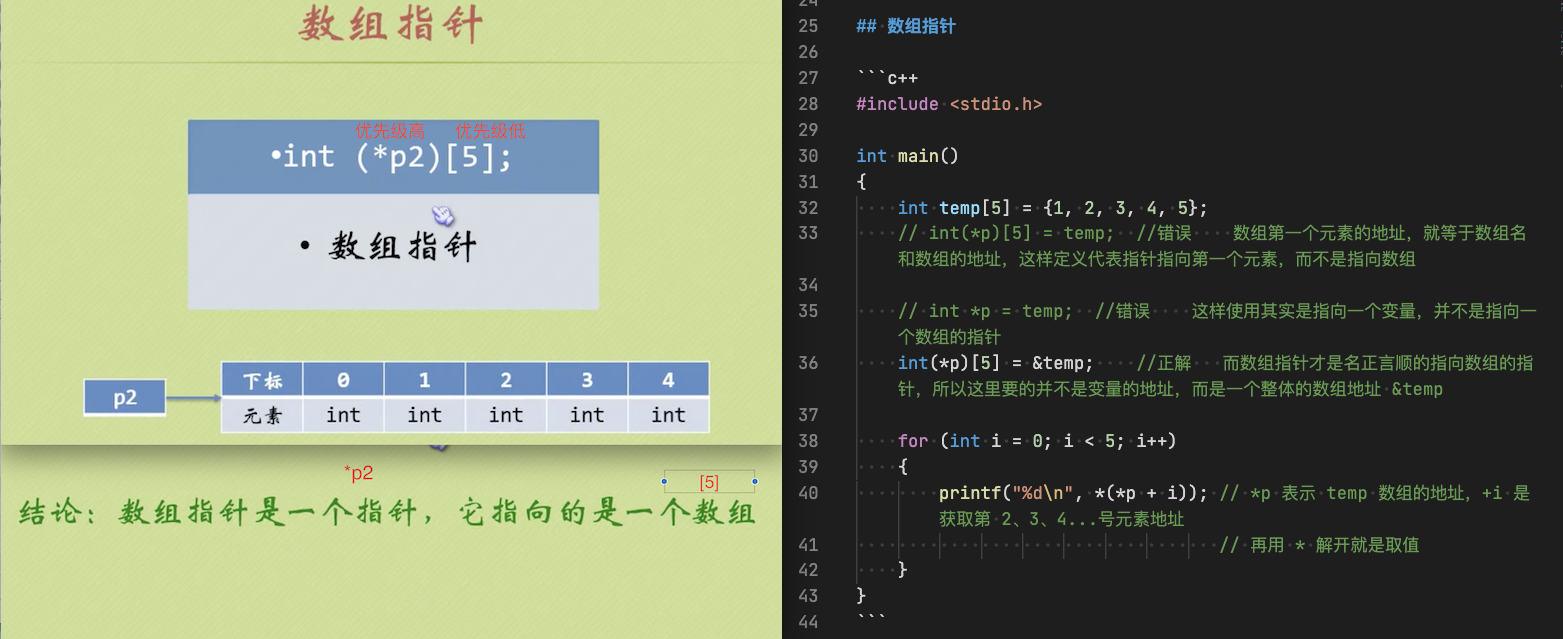 数组指针
优先级高 优先级低
•int (*p2)[5];
• 数组指针
p2
下标 0 1 2 3 4
元素 int int int int int
*p2 [5]
结论：数组指针是一个指针，它指向的是一个数组
24
25 ## 数组指针
26
27 ```c++
28 #include <stdio.h>
29
30 int main()
31 {
32 int temp[5] = {1, 2, 3, 4, 5};
33 // int(*p)[5] = temp; //错误 数组第一个元素的地址，就等于数组名
和数组的地址，这样定义代表指针指向第一个元素，而不是指向数组
34
35 // int *p = temp; //错误 这样使用其实是指向一个变量，并不是指向一
个数组的指针
36 int(*p)[5] = &temp; //正解 而数组指针才是名正言顺的指向数组的指
针，所以这里要的并不是变量的地址，而是一个整体的数组地址 &temp
37
38 for (int i = 0; i < 5; i++)
39 {
40 printf("%d\n", *(*p + i)); // *p 表示 temp 数组的地址，+i 是
获取第 2、3、4...号元素地址
41 // 再用 * 解开就是取值
42 }
43 }
44 ```